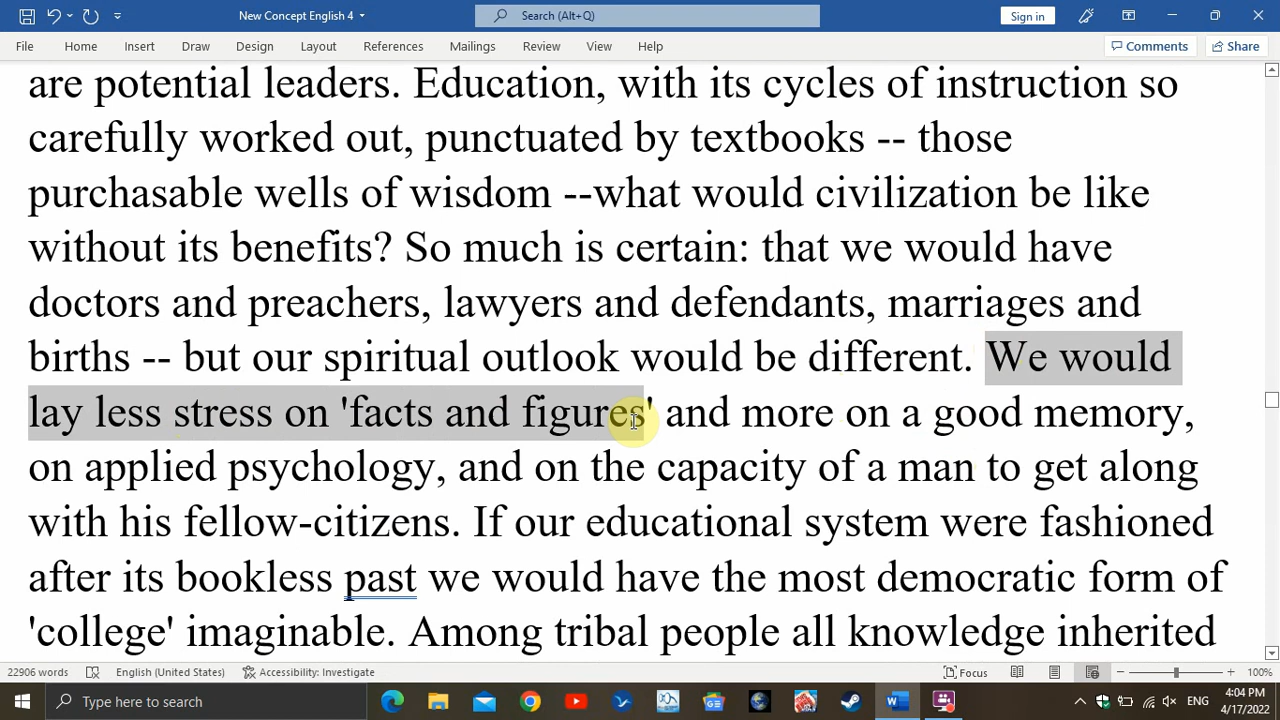 New Concept English 4
Search (Alt+Q)
Sign in
File Home Insert Draw Design Layout References Mailings Review View Help
Comments Share
are potential leaders. Education, with its cycles of instruction so
carefully worked out, punctuated by textbooks -- those
purchasable wells of wisdom --what would civilization be like
without its benefits? So much is certain: that we would have
doctors and preachers, lawyers and defendants, marriages and
births -- but our spiritual outlook would be different. We would
lay less stress on 'facts and figures' and more on a good memory,
on applied psychology, and on the capacity of a man to get along
with his fellow-citizens. If our educational system were fashioned
after its bookless past we would have the most democratic form of
'college' imaginable. Among tribal people all knowledge inherited
22906 words English (United States) Accessibility: Investigate Focus 100%
Type here to search
ENG
4:04 PM
4/17/2022